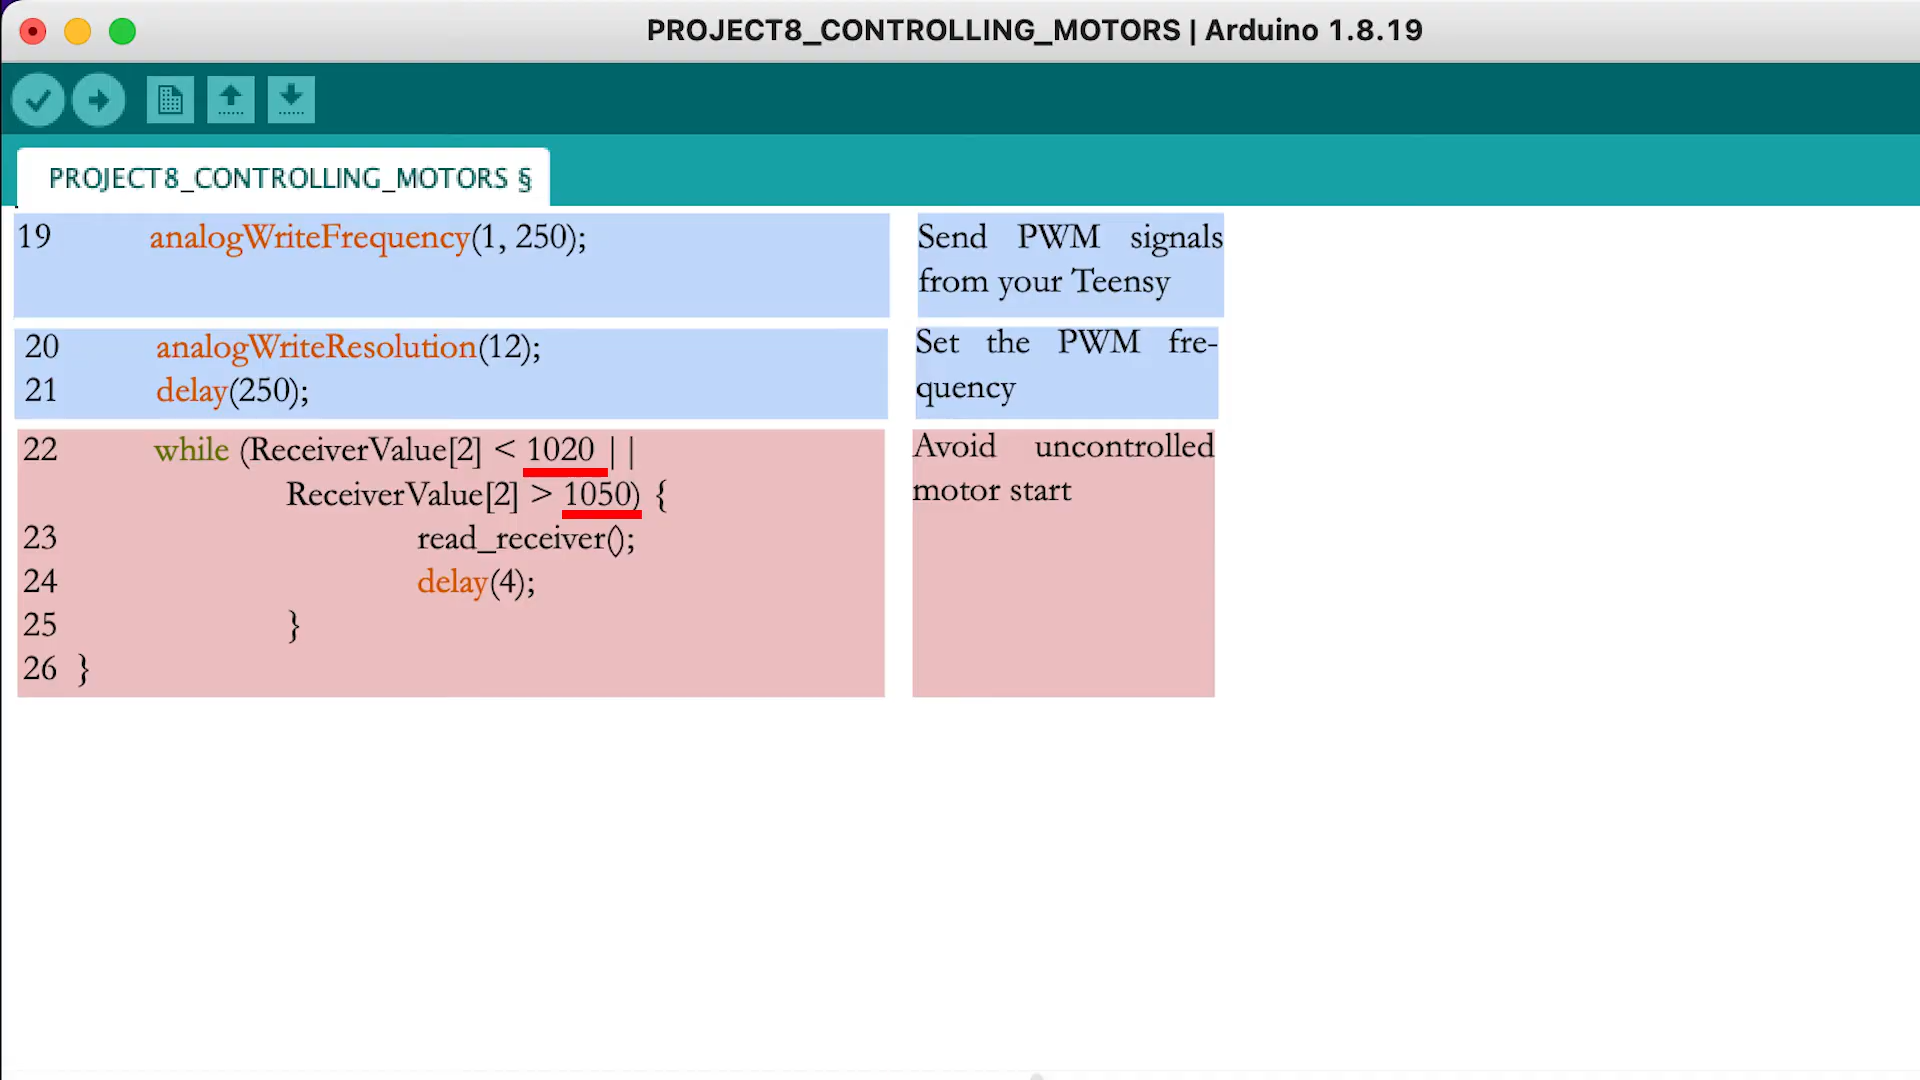 PROJECT8_CONTROLLING_MOTORS | Arduino 1.8.19
PROJECT8_CONTROLLING_MOTORS §
19 analogWriteFrequency(1, 250);
Send PWM signals
from your Teensy
20 analogWriteResolution(12);
21 delay(250);
Set the PWM fre-
quency
22 while (ReceiverValue[2] < 1020 ||
ReceiverValue[2] > 1050) {
23 read_receiver();
24 delay(4);
25 }
26 }
Avoid uncontrolled
motor start